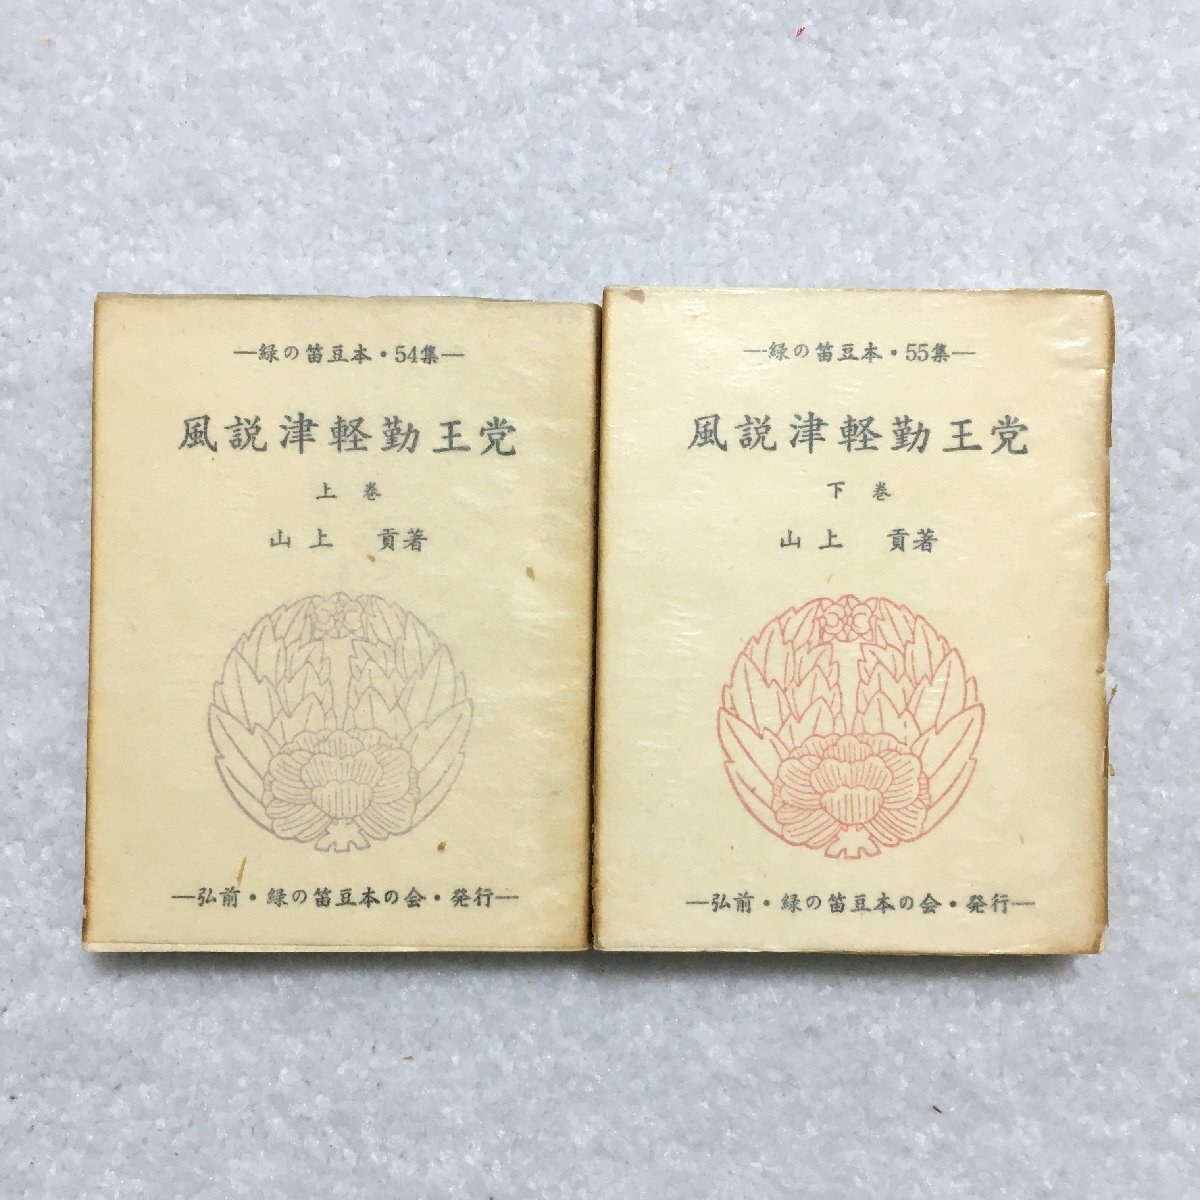 ―緑の笛豆本・54集―
風説津軽勤王党
上 巻
山上 貢著
―弘前・緑の笛豆本の会・発行―
―緑の笛豆本・55集―
風説津軽勤王党
下 巻
山上 貢著
―弘前・緑の笛豆本の会・発行―